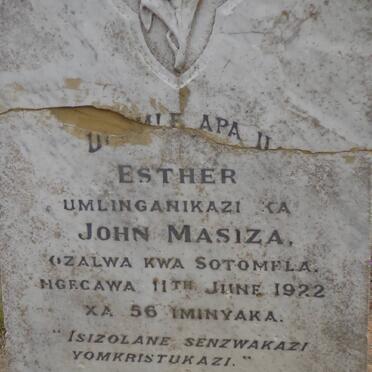 APA
ESTHER
UMLINGANIKAZI KA
JOHN MASIZA,
OZALWA KWA SOTOMELA.
NGECAWA 11TH JUNE 1922
XA 56 IMINYAKA.
"ISIZOLANE SENZWAKAZI
YOMKRISTUKAZI."